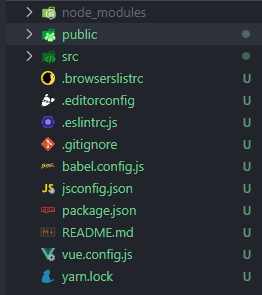 node_modules
public
src
.browserslistrc U
.editorconfig U
.eslintrc.js U
.gitignore U
babel.config.js U
JS jsconfig.json U
package.json U
README.md U
vue.config.js U
yarn.lock U